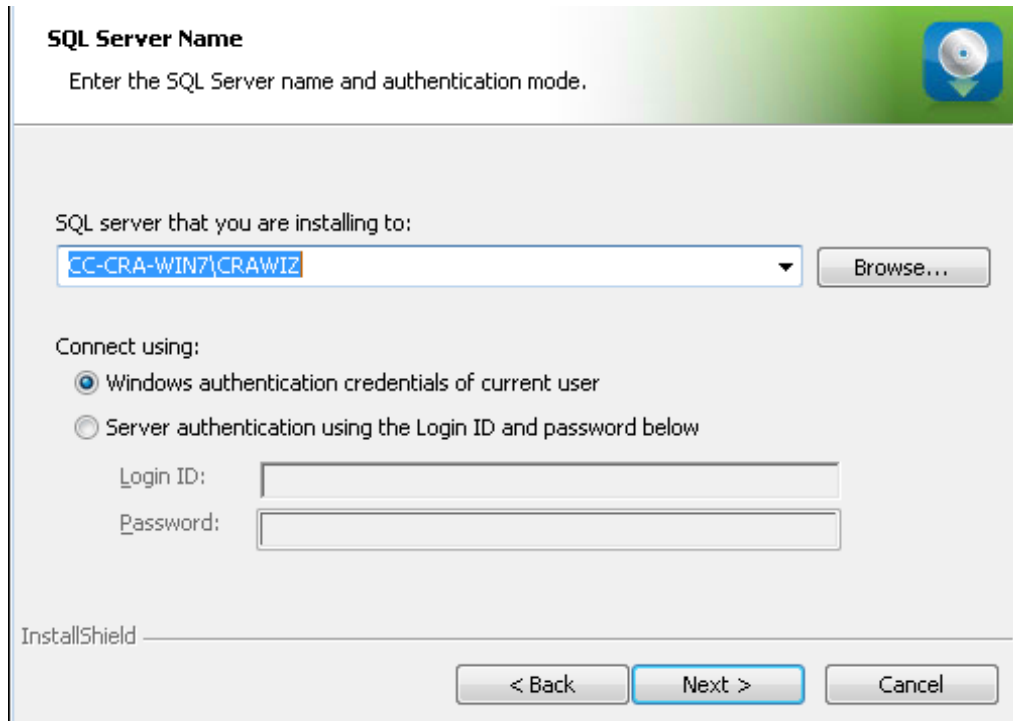 SQL Server Name
Enter the SQL Server name and authentication mode.
SQL server that you are installing to:
CC-CRA-WIN7\CRAWIZ
Browse...
Connect using:
Windows authentication credentials of current user
Server authentication using the Login ID and password below
Login ID:
Password:
InstallShield
< Back
Next >
Cancel